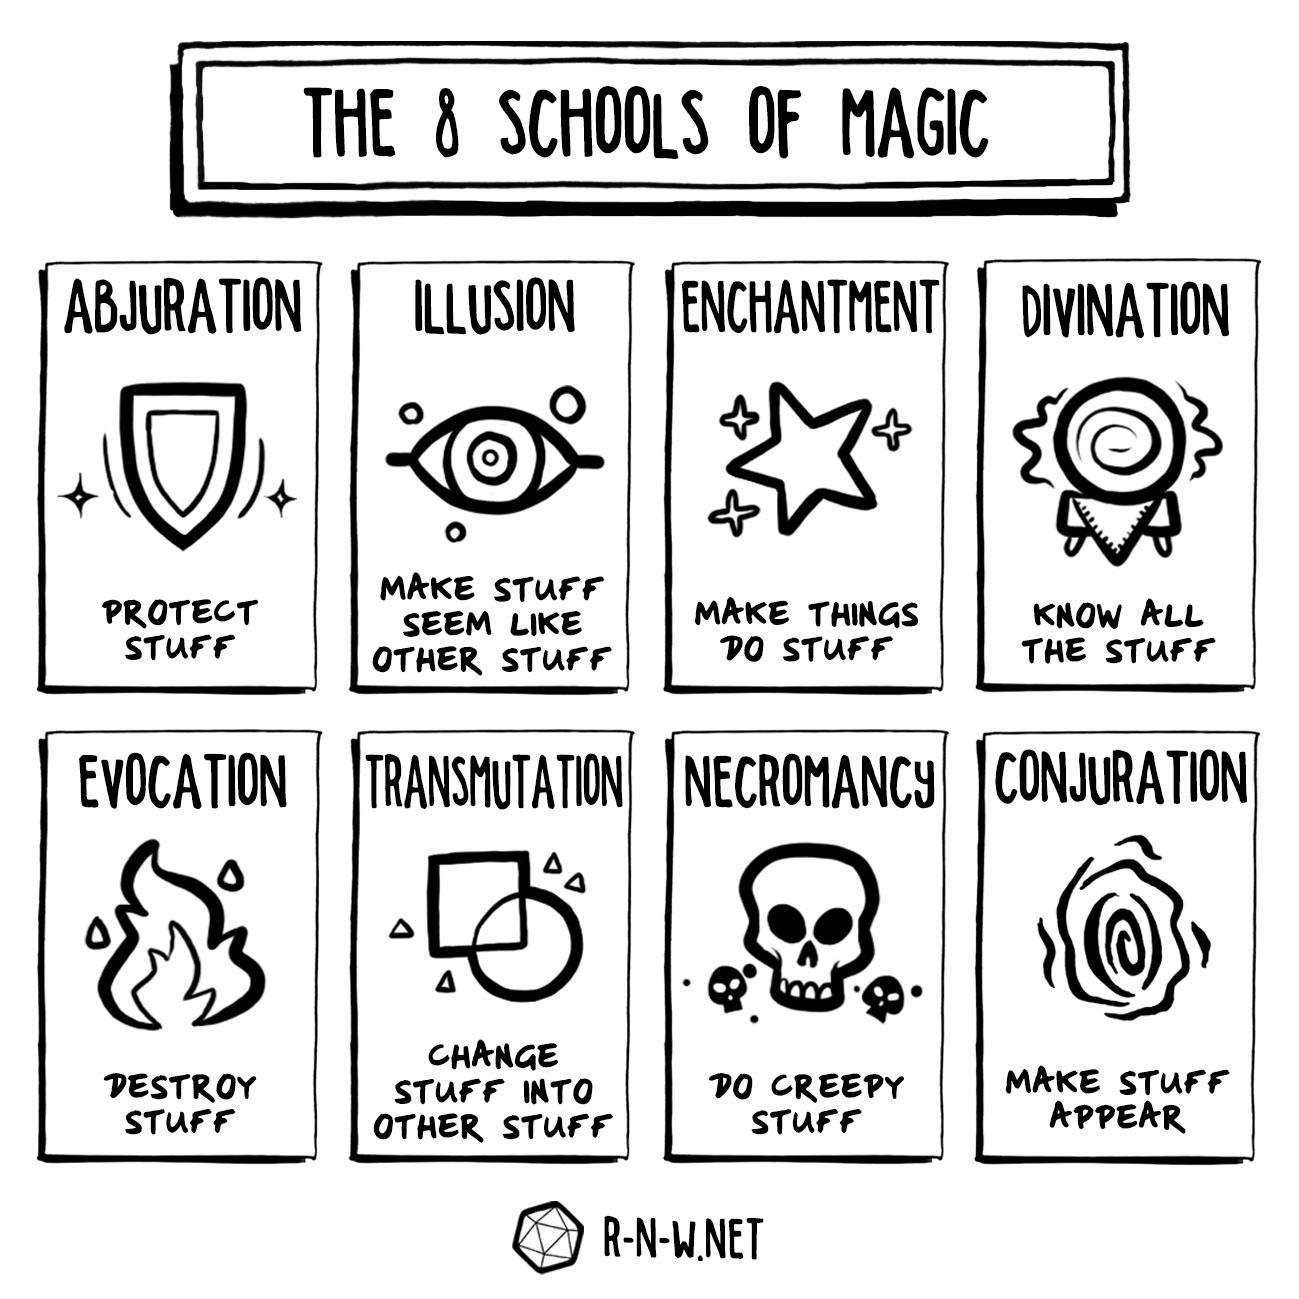 THE 8 SCHOOLS OF MAGIC
ABJURATION
PROTECT
STUFF
ILLUSION
MAKE STUFF
SEEM LIKE
OTHER STUFF
ENCHANTMENT
MAKE THINGS
DO STUFF
DIVINATION
KNOW ALL
THE STUFF
EVOCATION
DESTROY
STUFF
TRANSMUTATION
CHANGE
STUFF INTO
OTHER STUFF
NECROMANCY
DO CREEPY
STUFF
CONJURATION
MAKE STUFF
APPEAR
R-N-W.NET